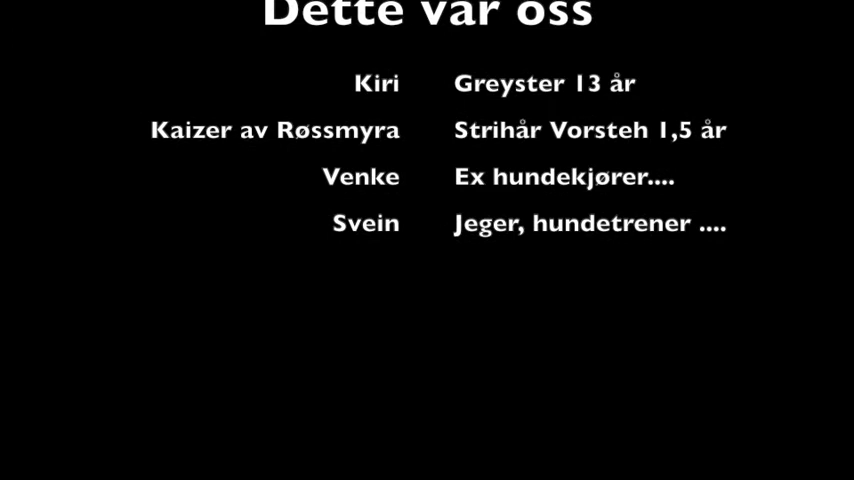 Dette var oss
Kiri Greyster 13 år
Kaizer av Røssmyra Strihår Vorsteh 1,5 år
Venke Ex hundekjører....
Svein Jeger, hundetrener ....